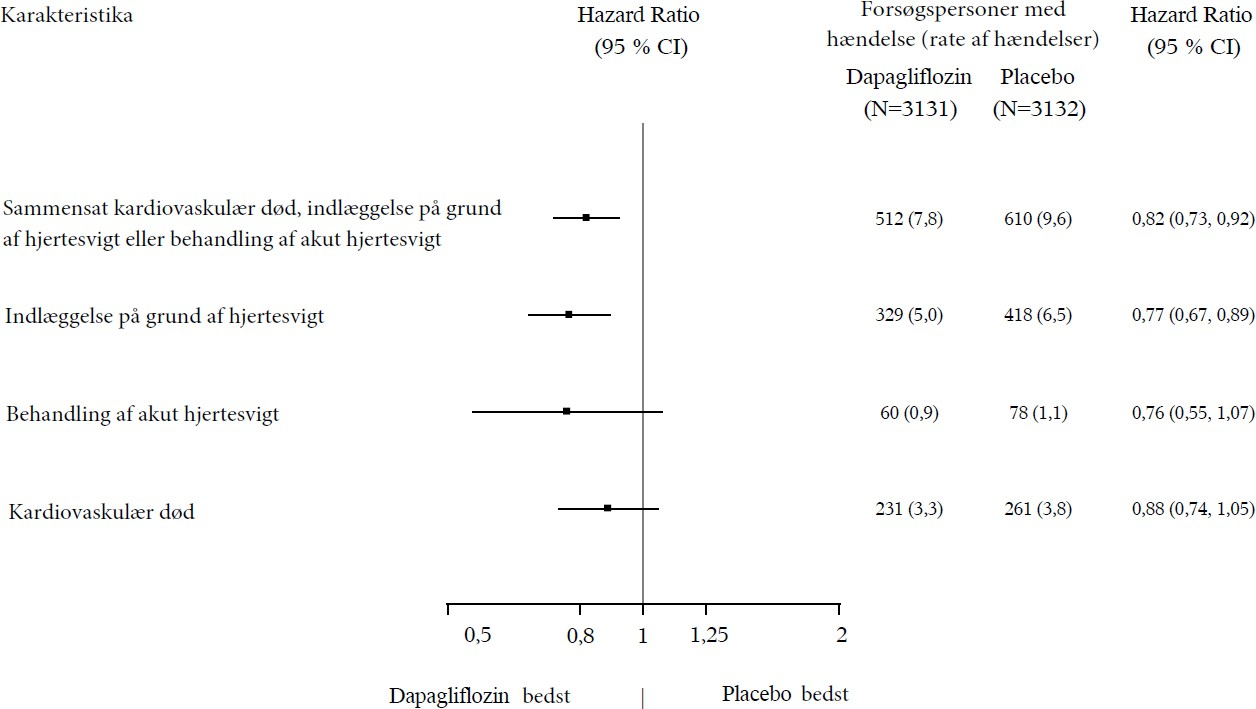 Karakteristika
Hazard Ratio
(95 % CI)
Forsøgspersoner med
hændelse (rate af hændelser)
Hazard Ratio
(95 % CI)
Dapagliflozin
(N=3131)
Placebo
(N=3132)
Sammensat kardiovaskulær død, indlæggelse på grund
af hjertesvigt eller behandling af akut hjertesvigt
512 (7,8) 610 (9,6) 0,82 (0,73, 0,92)
Indlæggelse på grund af hjertesvigt 329 (5,0) 418 (6,5) 0,77 (0,67, 0,89)
Behandling af akut hjertesvigt 60 (0,9) 78 (1,1) 0,76 (0,55, 1,07)
Kardiovaskulær død 231 (3,3) 261 (3,8) 0,88 (0,74, 1,05)
0,5 0,8 1 1,25 2
Dapagliflozin bedst | Placebo bedst